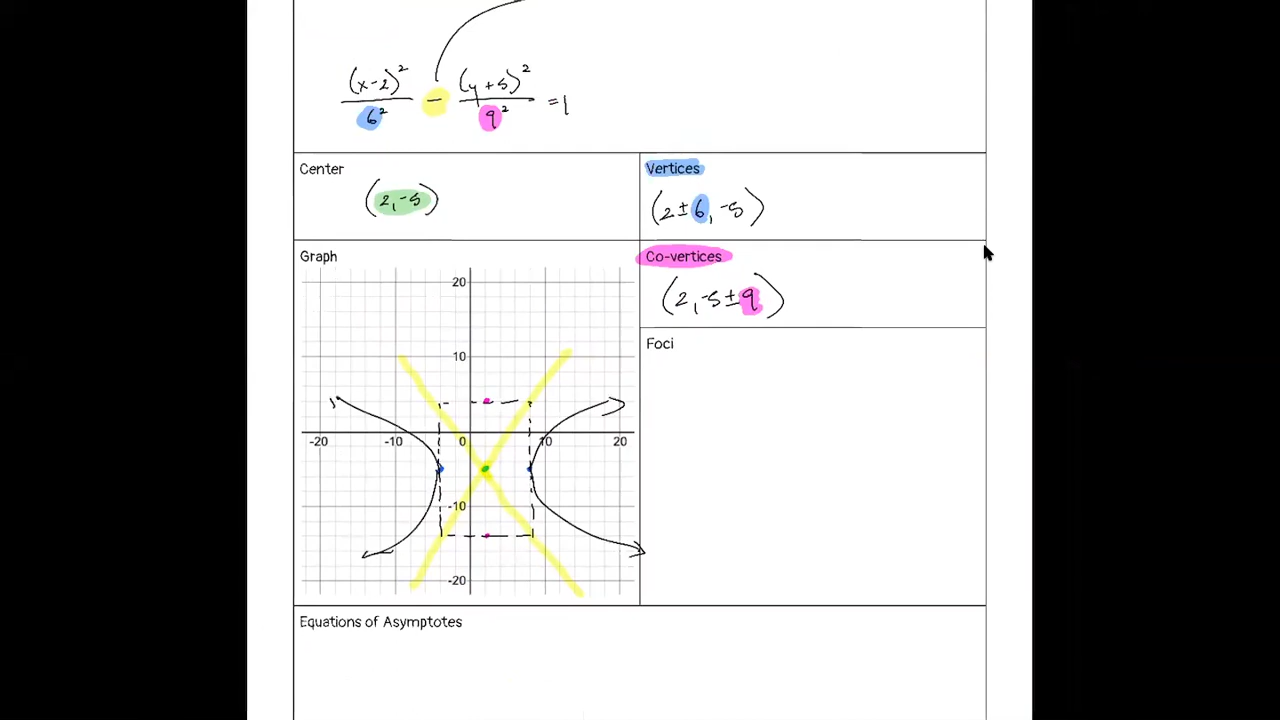 (x-2)²/6² - (y+5)²/9² =1
Center
(2,-5)
Vertices
(2±6,-5)
Graph
Co-vertices
(2,-5±9)
Foci
20
10
-20
-10
0
10
20
-10
-20
Equations of Asymptotes